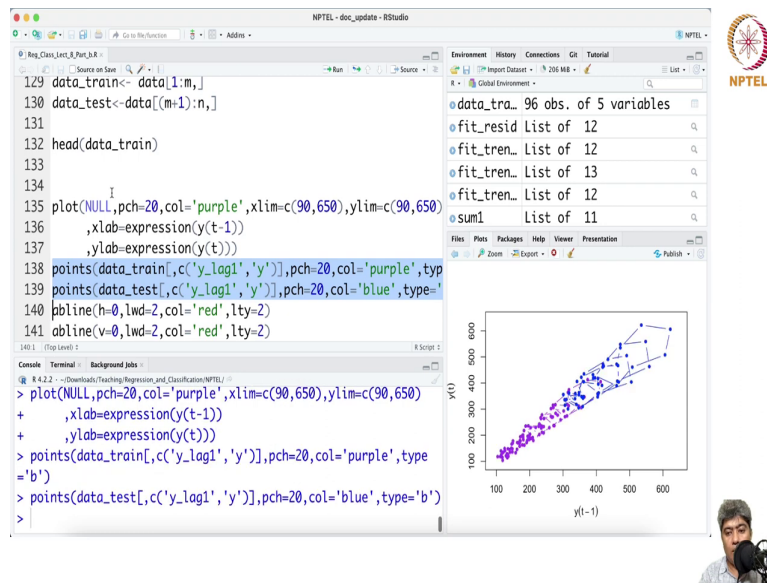 NPTEL - doc_update - RStudio
Go to file/function
Addins
NPTEL
Reg_Class_Lect_8_Part_b.R
Source on Save
Run
Source
129 data_train<- data[1:m,]
130 data_test<-data[(m+1):n,]
131
132 head(data_train)
133
134
135 plot(NULL,pch=20,col='purple',xlim=c(90,650),ylim=c(90,650)
136 ,xlab=expression(y(t-1))
137 ,ylab=expression(y(t)))
138 points(data_train[,c('y_lag1','y')],pch=20,col='purple',typ
139 points(data_test[,c('y_lag1','y')],pch=20,col='blue',type='
140 abline(h=0,lwd=2,col='red',lty=2)
141 abline(v=0,lwd=2,col='red',lty=2)
140:1 (Top Level) R Script
Console Terminal Background Jobs
R 4.2.2 · ~/Downloads/Teaching/Regression_and_Classification/NPTEL/
> plot(NULL,pch=20,col='purple',xlim=c(90,650),ylim=c(90,650)
+ ,xlab=expression(y(t-1))
+ ,ylab=expression(y(t)))
> points(data_train[,c('y_lag1','y')],pch=20,col='purple',type
='b')
> points(data_test[,c('y_lag1','y')],pch=20,col='blue',type='b')
>
Environment History Connections Git Tutorial
Import Dataset 206 MiB List
R Global Environment
data_tra… 96 obs. of 5 variables
fit_resid List of 12
fit_tren… List of 12
fit_tren… List of 13
fit_tren… List of 12
sum1 List of 11
Files Plots Packages Help Viewer Presentation
Zoom Export Publish
y(t)
600
500
400
300
200
100
100 200 300 400 500 600
y(t−1)
NPTEL